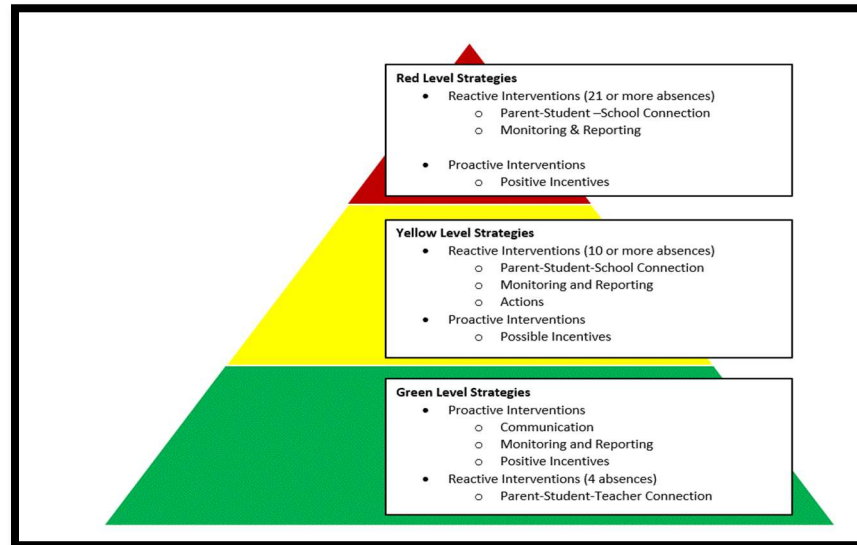 Red Level Strategies
• Reactive Interventions (21 or more absences)
o Parent-Student –School Connection
o Monitoring & Reporting
• Proactive Interventions
o Positive Incentives
Yellow Level Strategies
• Reactive Interventions (10 or more absences)
o Parent-Student-School Connection
o Monitoring and Reporting
o Actions
• Proactive Interventions
o Possible Incentives
Green Level Strategies
• Proactive Interventions
o Communication
o Monitoring and Reporting
o Positive Incentives
• Reactive Interventions (4 absences)
o Parent-Student-Teacher Connection